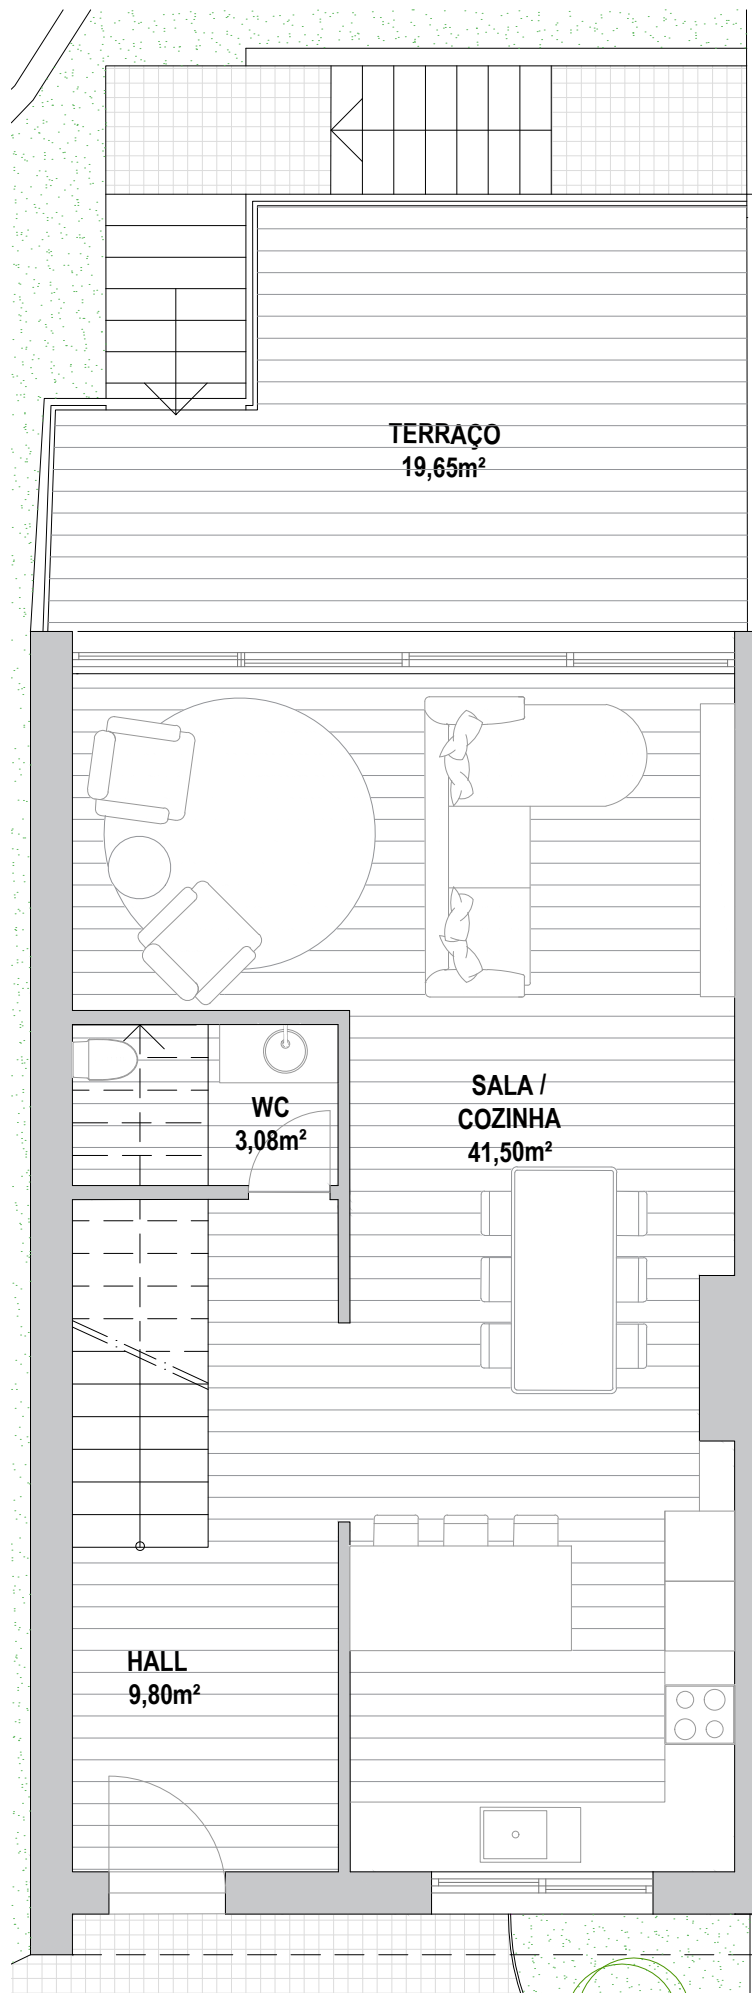 TERRAÇO
19,65m²
SALA /
COZINHA
41,50m²
WC
3,08m²
HALL
9,80m²